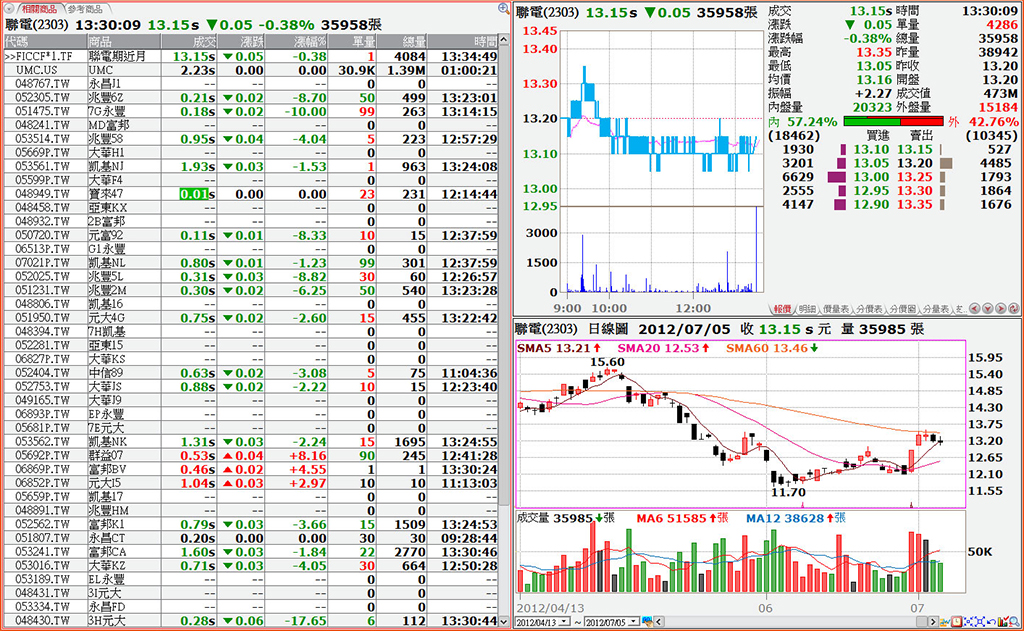 相關商品 參考商品
聯電(2303) 13:30:09 13.15s ▼0.05 -0.38% 35958張
代碼 商品 成交 漲跌 漲幅% 單量 總量 時間
>>FICCF*1.TF 聯電期近月 13.15s ▼0.05 -0.38 1 4084 13:34:49
UMC.US UMC 2.23s 0.00 0.00 30.9K 1.39M 01:00:21
048767.TW 永昌J1 -- -- -- 0 0 --
052305.TW 兆豐6Z 0.21s ▼0.02 -8.70 50 499 13:23:01
051475.TW 7G永豐 0.18s ▼0.02 -10.00 99 263 13:14:15
048241.TW MD富邦 -- -- -- 0 0 --
053514.TW 兆豐58 0.95s ▼0.04 -4.04 5 223 12:57:29
05669P.TW 大華H1 -- -- -- 0 0 --
053561.TW 凱基NJ 1.93s ▼0.03 -1.53 1 963 13:24:08
05599P.TW 大華F4 -- -- -- 0 0 --
048949.TW 寶來47 0.01s 0.00 0.00 23 231 12:14:44
048458.TW 亞東KX -- -- -- 0 0 --
048932.TW 2B富邦 -- -- -- 0 0 --
050720.TW 元富92 0.11s ▼0.01 -8.33 10 15 12:37:59
06513P.TW G1永豐 -- -- -- 0 0 --
07021P.TW 凱基NL 0.80s ▼0.01 -1.23 99 301 12:37:59
052025.TW 兆豐5L 0.31s ▼0.03 -8.82 30 60 12:26:57
051231.TW 兆豐2M 0.30s ▼0.02 -6.25 50 540 13:23:28
048806.TW 凱基16 -- -- -- 0 0 --
051950.TW 元大4G 0.75s ▼0.02 -2.60 15 455 13:22:42
048394.TW 7H凱基 -- -- -- 0 0 --
052281.TW 亞東15 -- -- -- 0 0 --
06827P.TW 大華KS -- -- -- 0 0 --
052404.TW 中信89 0.63s ▼0.02 -3.08 5 75 11:04:36
052753.TW 大華JS 0.88s ▼0.02 -2.22 10 15 12:23:40
049165.TW 大華J9 -- -- -- 0 0 --
06893P.TW EP永豐 -- -- -- 0 0 --
05681P.TW 7E元大 -- -- -- 0 0 --
053562.TW 凱基NK 1.31s ▼0.03 -2.24 15 1695 13:24:55
05692P.TW 群益07 0.53s ▲0.04 +8.16 90 245 12:41:28
06869P.TW 富邦BV 0.46s ▲0.02 +4.55 1 1 13:30:24
06852P.TW 元大15 1.04s ▲0.03 +2.97 10 10 11:13:03
05659P.TW 凱基17 -- -- -- 0 0 --
048891.TW 兆豐HM -- -- -- 0 0 --
052562.TW 富邦K1 0.79s ▼0.03 -3.66 15 1509 13:24:53
051807.TW 永昌CT 0.20s 0.00 0.00 30 30 09:28:44
053241.TW 富邦CA 1.60s ▼0.03 -1.84 22 2770 13:30:46
053016.TW 大華KZ 0.71s ▼0.03 -4.05 30 664 12:50:28
053189.TW EL永豐 -- -- -- 0 0 --
048431.TW 3I元大 -- -- -- 0 0 --
053334.TW 永昌FD -- -- -- 0 0 --
048430.TW 3H元大 0.28s ▼0.06 -17.65 6 112 13:30:44
聯電(2303) 13.15s ▼0.05 35958張
13.45
13.40
13.30
13.20
13.10
13.00
12.95
3000
1500
0
9:00 10:00 12:00
成交 13.15s 時間 13:30:09
漲跌 ▼ 0.05 單量 4286
漲跌幅 -0.38% 總量 35958
最高 13.35 昨量 38942
最低 13.05 昨收 13.20
均價 13.16 開盤 13.20
振幅 +2.27 成交值 473M
內盤量 20323 外盤量 15184
內 57.24% 外 42.76%
(18462) 買進 賣出 (10345)
1930 13.10 13.15 527
3201 13.05 13.20 4485
6629 13.00 13.25 1793
2555 12.95 13.30 1864
4147 12.90 13.35 1676
報價 明細 價量表 分價表 分價圖 分量表
聯電(2303) 日線圖 2012/07/05 收 13.15 s 元 量 35985 張
SMA5 13.21↑ SMA20 12.53↑ SMA60 13.46↓
15.60
11.70
15.95
15.40
14.85
14.30
13.75
13.20
12.65
12.10
11.55
成交量 35985↓張 MA6 51585↑張 MA12 38628↑張
50K
2012/04/13 06 07
2012/04/13 ~ 2012/07/05